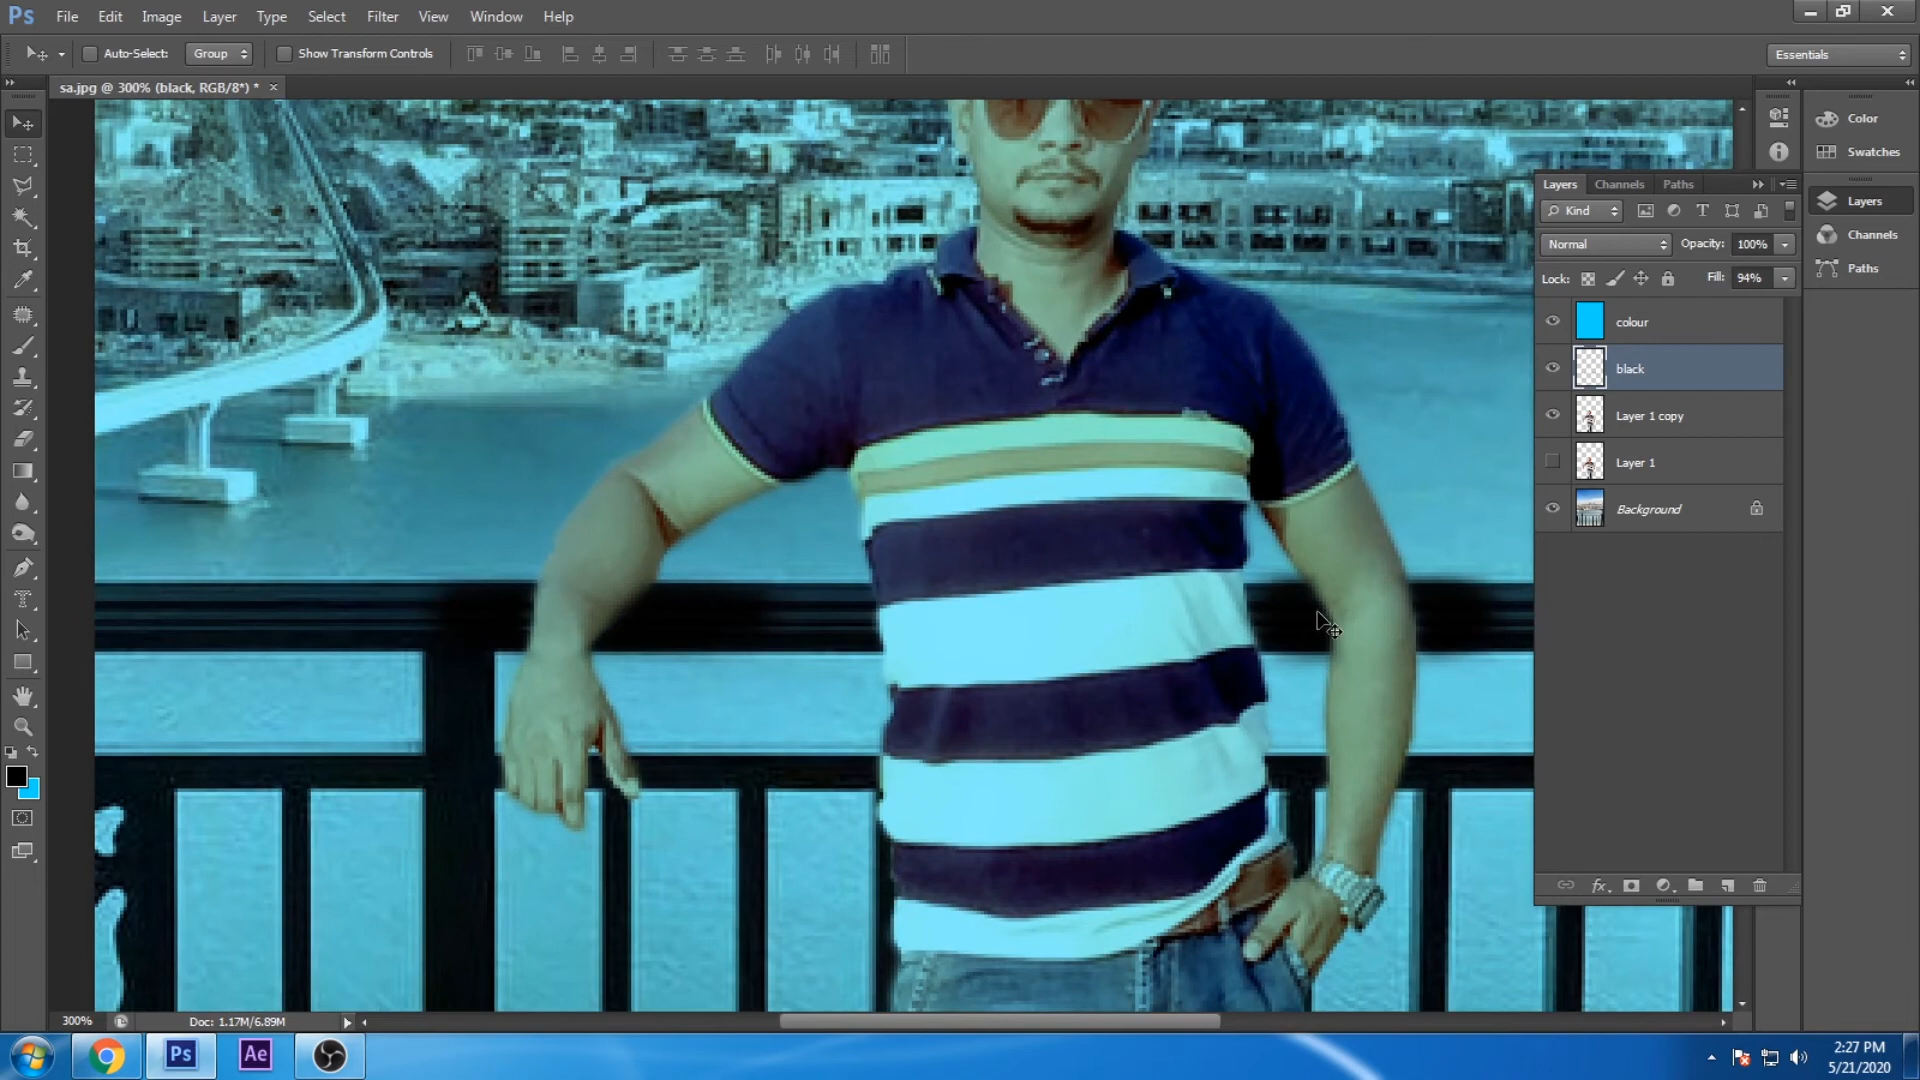 Ps File Edit Image Layer Type Select Filter View Window Help
Auto-Select: Group Show Transform Controls Essentials
sa.jpg @ 300% (black, RGB/8*) * ×
Color
Swatches
Layers
Channels
Paths
Layers Channels Paths
Kind
Normal Opacity: 100%
Lock: Fill: 94%
colour
black
Layer 1 copy
Layer 1
Background
fx
300% Doc: 1.17M/6.89M
Ps Ae
2:27 PM
5/21/2020